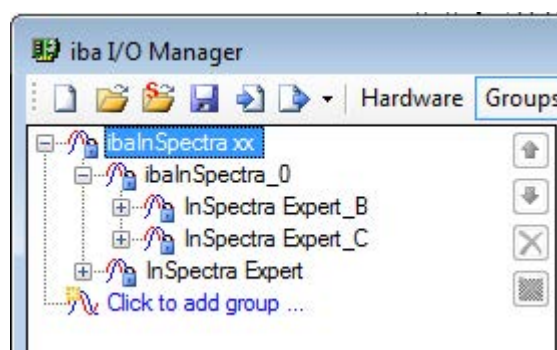 iba I/O Manager
Hardware Groups
ibaInSpectra xx
ibaInSpectra_0
InSpectra Expert_B
InSpectra Expert_C
InSpectra Expert
Click to add group ...